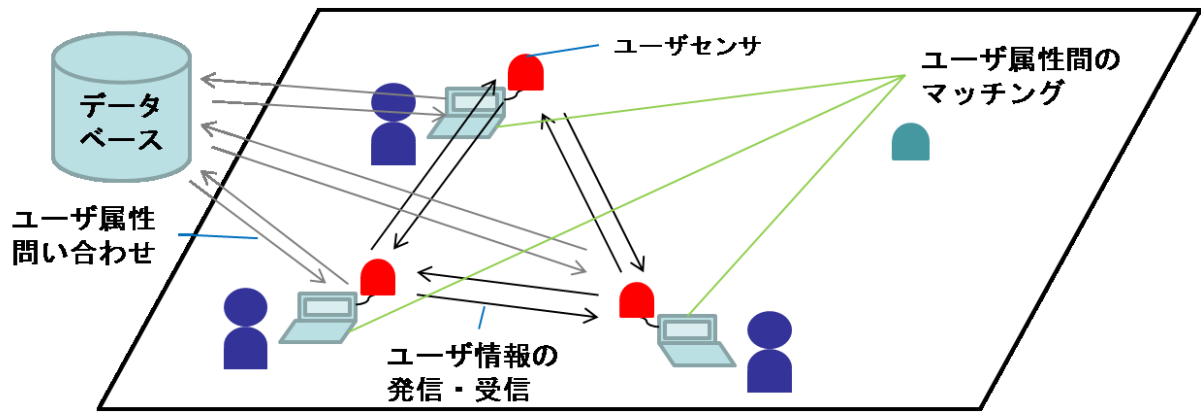 ユーザセンサ
ユーザ属性間の
マッチング
データ
ベース
ユーザ属性
問い合わせ
ユーザ情報の
発信・受信